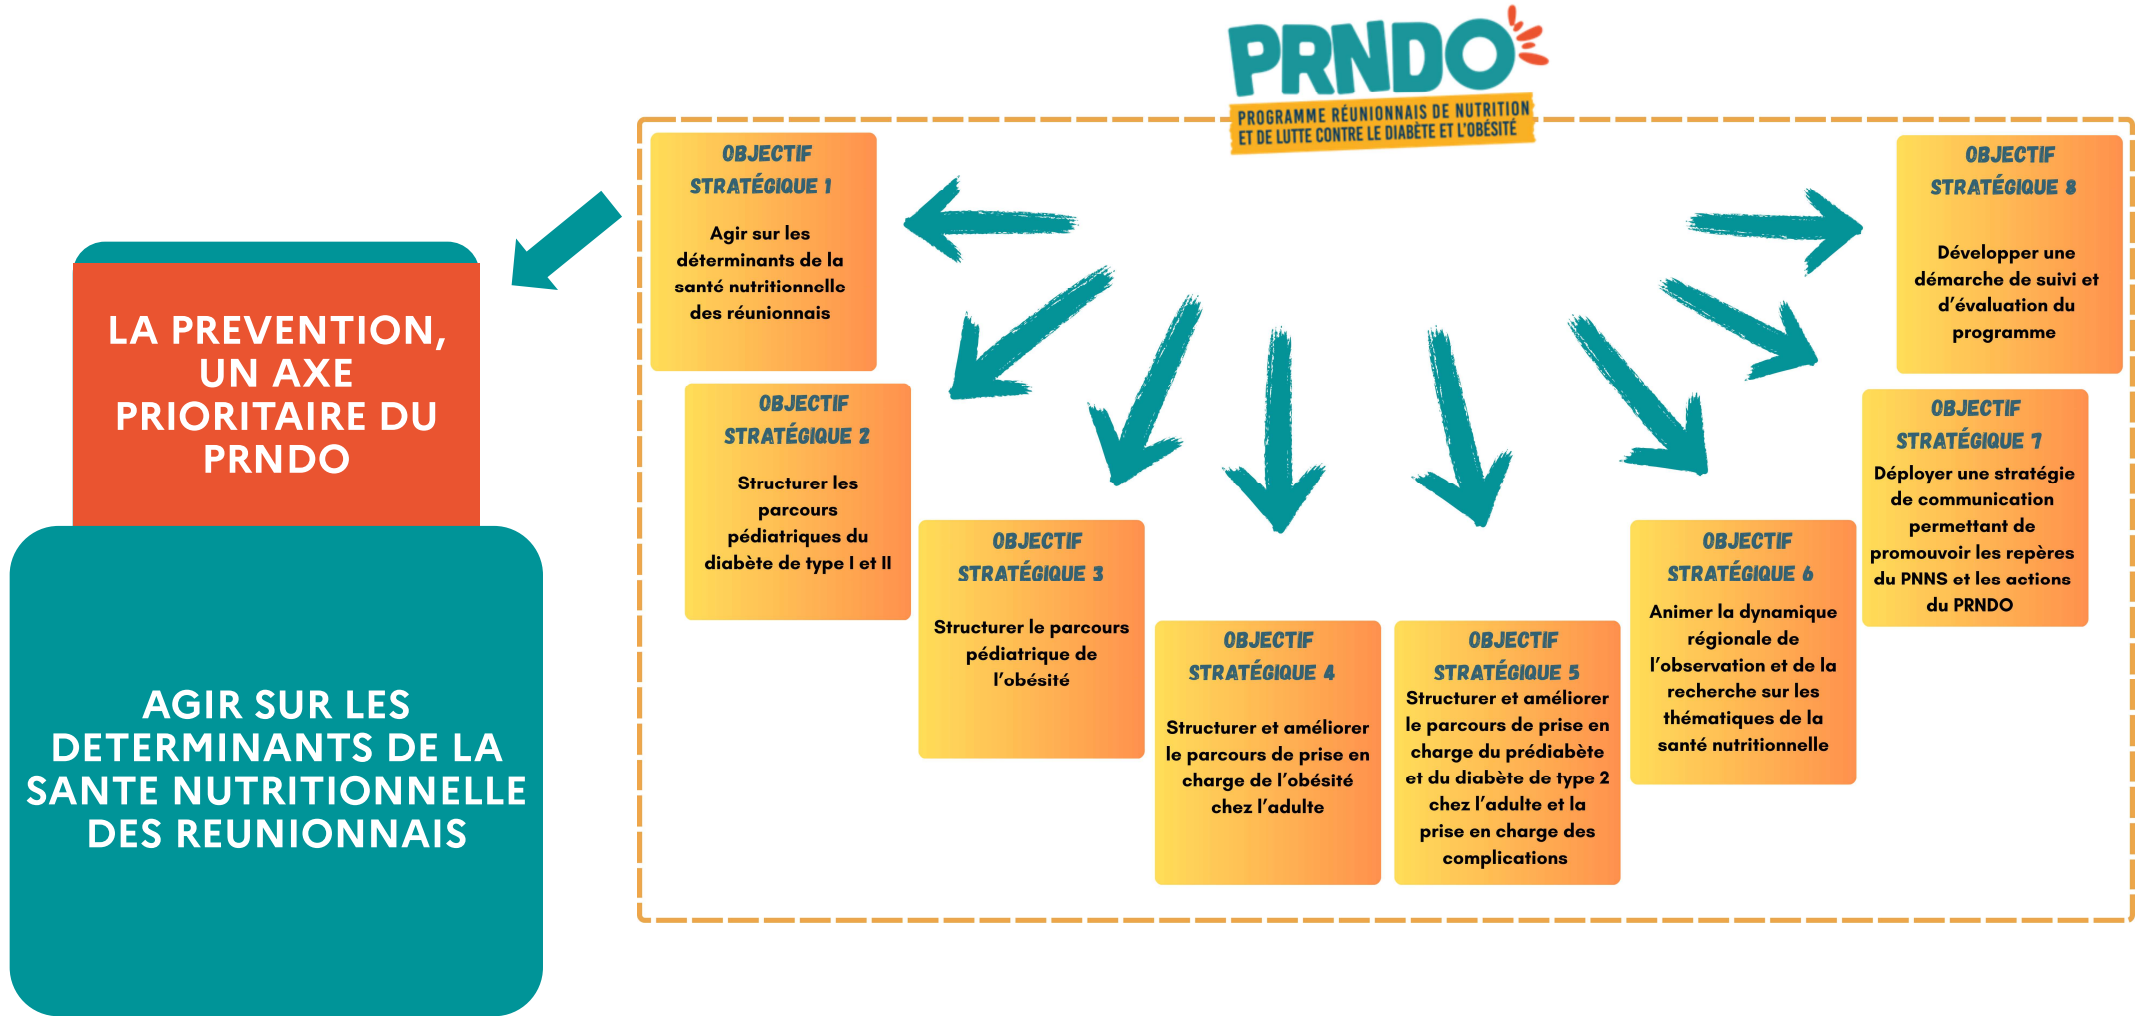 PRNDO
PROGRAMME RÉUNIONNAIS DE NUTRITION
ET DE LUTTE CONTRE LE DIABÈTE ET L'OBÉSITÉ
LA PREVENTION,
UN AXE
PRIORITAIRE DU
PRNDO
AGIR SUR LES
DETERMINANTS DE LA
SANTE NUTRITIONNELLE
DES REUNIONNAIS
OBJECTIF
STRATÉGIQUE 1
Agir sur les
déterminants de la
santé nutritionnelle
des réunionnais
OBJECTIF
STRATÉGIQUE 2
Structurer les
parcours
pédiatriques du
diabète de type I et II
OBJECTIF
STRATÉGIQUE 3
Structurer le parcours
pédiatrique de
l'obésité
OBJECTIF
STRATÉGIQUE 4
Structurer et améliorer
le parcours de prise en
charge de l'obésité
chez l'adulte
OBJECTIF
STRATÉGIQUE 5
Structurer et améliorer
le parcours de prise en
charge du prédiabète
et du diabète de type 2
chez l'adulte et la
prise en charge des
complications
OBJECTIF
STRATÉGIQUE 6
Animer la dynamique
régionale de
l'observation et de la
recherche sur les
thématiques de la
santé nutritionnelle
OBJECTIF
STRATÉGIQUE 7
Déployer une stratégie
de communication
permettant de
promouvoir les repères
du PNNS et les actions
du PRNDO
OBJECTIF
STRATÉGIQUE 8
Développer une
démarche de suivi et
d'évaluation du
programme